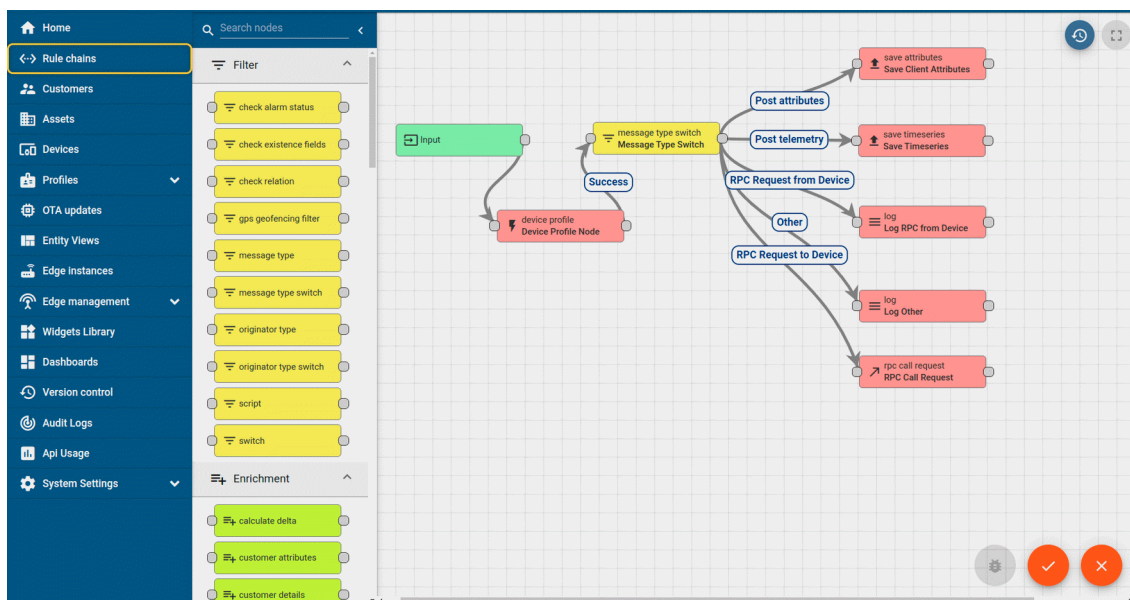 Home
Rule chains
Customers
Assets
Devices
Profiles
OTA updates
Entity Views
Edge instances
Edge management
Widgets Library
Dashboards
Version control
Audit Logs
Api Usage
System Settings
Search nodes
Filter
check alarm status
check existence fields
check relation
gps geofencing filter
message type
message type switch
originator type
originator type switch
script
switch
Enrichment
calculate delta
customer attributes
customer details
Input
device profile
Device Profile Node
Success
message type switch
Message Type Switch
Post attributes
Post telemetry
RPC Request from Device
Other
RPC Request to Device
save attributes
Save Client Attributes
save timeseries
Save Timeseries
log
Log RPC from Device
log
Log Other
rpc call request
RPC Call Request